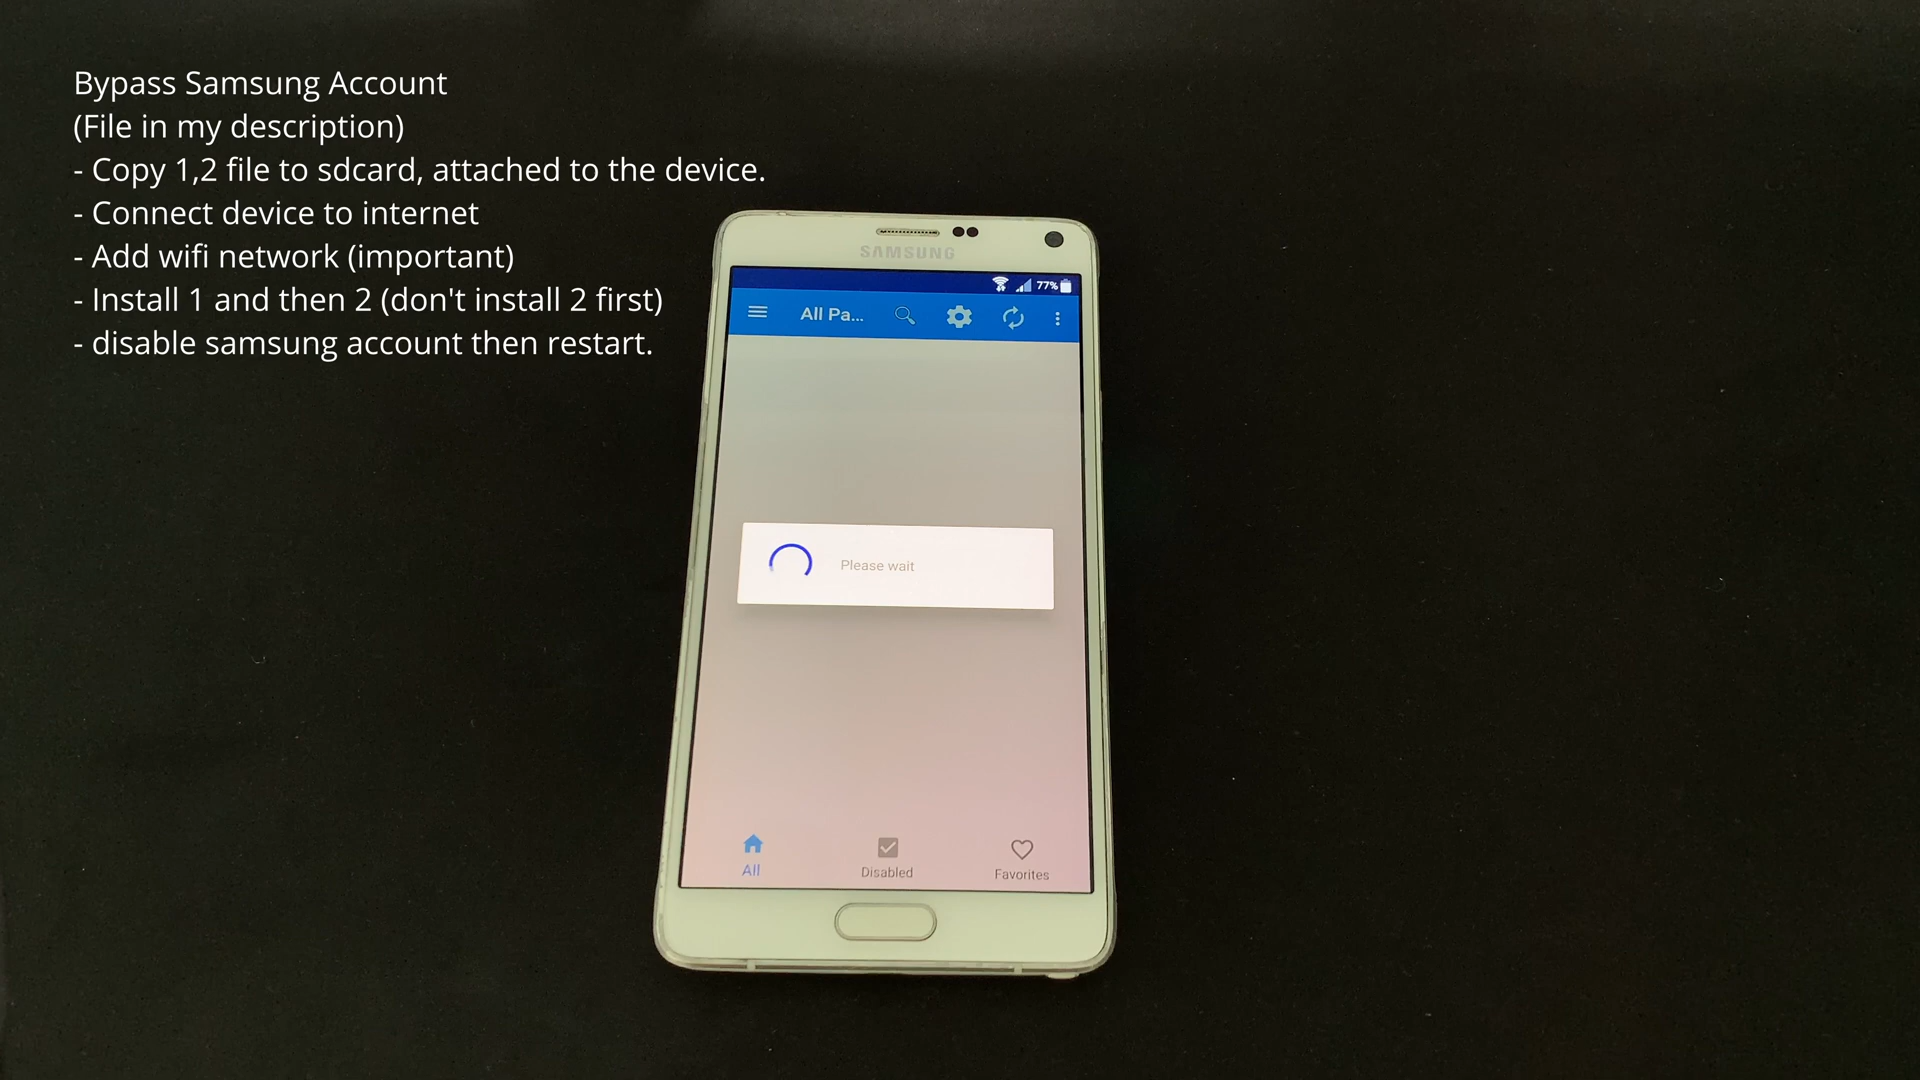 Bypass Samsung Account
(File in my description)
- Copy 1,2 file to sdcard, attached to the device.
- Connect device to internet
- Add wifi network (important)
- Install 1 and then 2 (don't install 2 first)
- disable samsung account then restart.
SAMSUNG
77%
All Pa...
Please wait
All
Disabled
Favorites